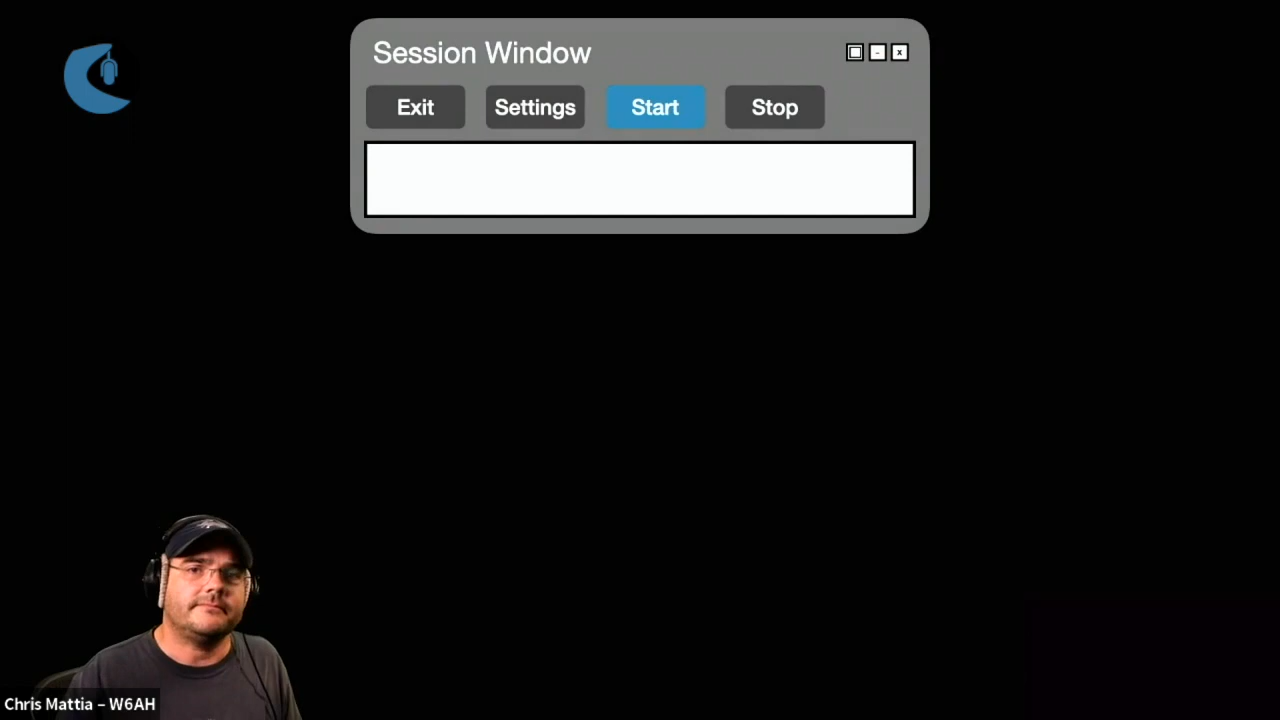 Session Window
- x
Exit Settings Start Stop
Chris Mattia – W6AH